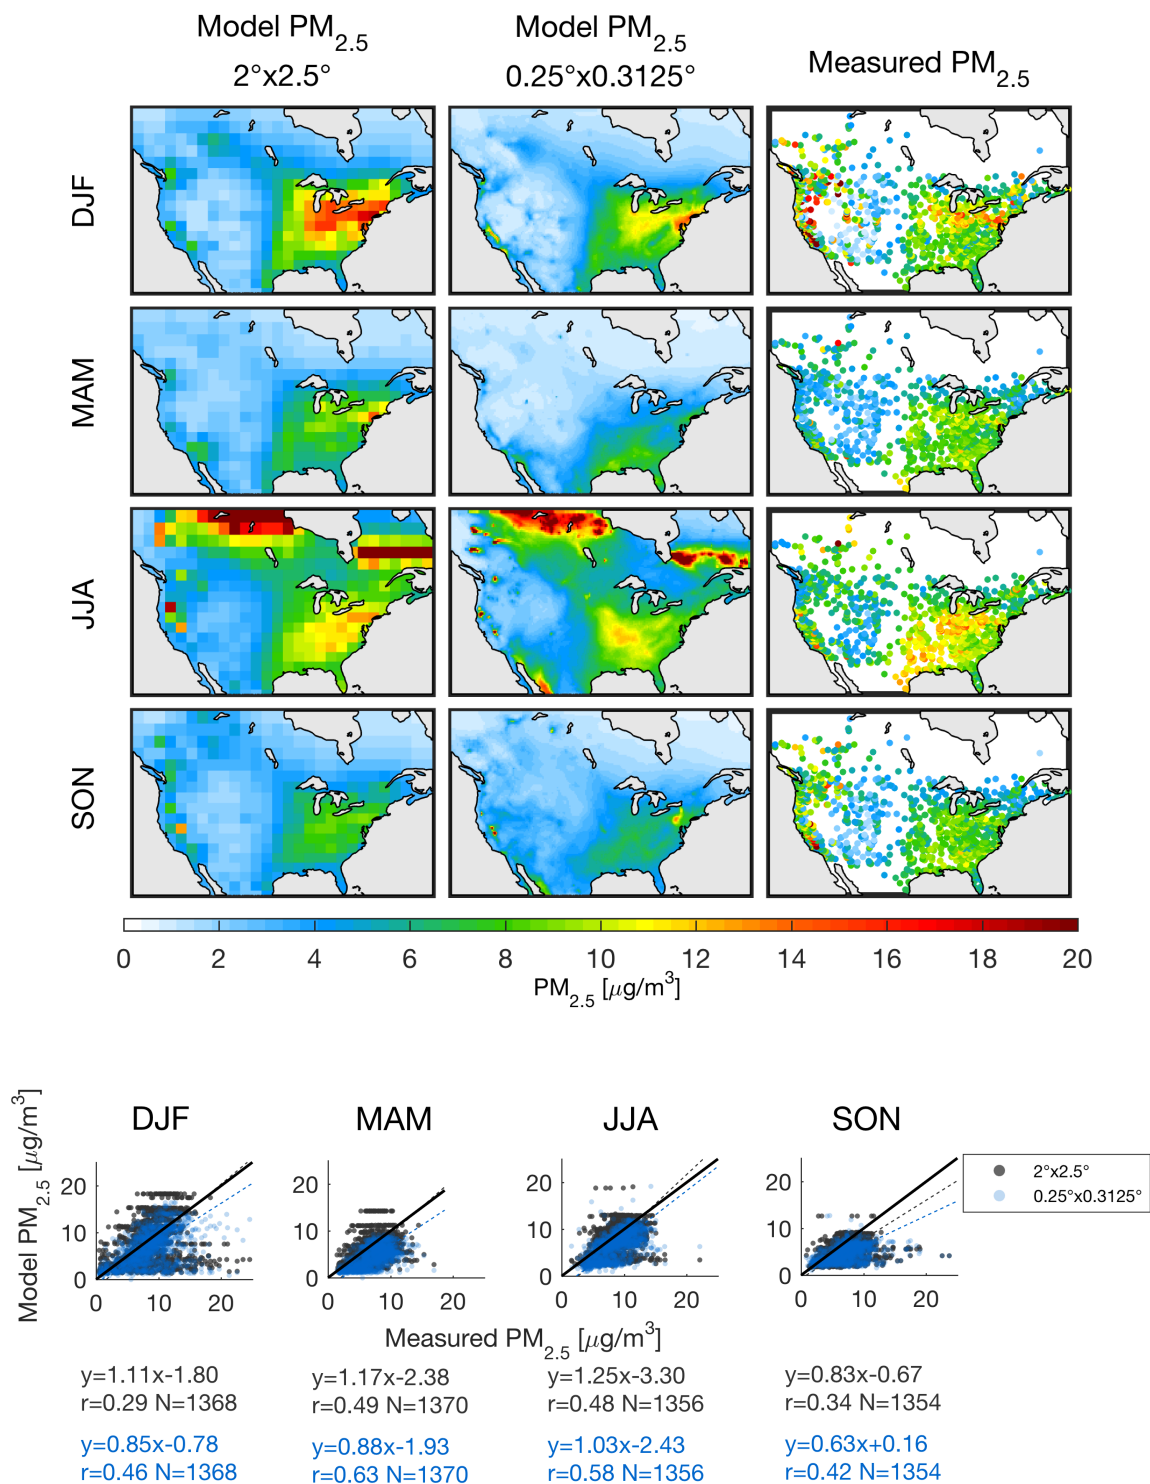 Model PM2.5
2°x2.5°
Model PM2.5
0.25°x0.3125°
Measured PM2.5
DJF
MAM
JJA
SON
0 2 4 6 8 10 12 14 16 18 20
PM2.5 [μg/m3]
Model PM2.5 [μg/m3]
DJF
MAM
JJA
SON
20
10
0
0 10 20
20
10
0
0 10 20
20
10
0
0 10 20
20
10
0
0 10 20
2°x2.5°
0.25°x0.3125°
Measured PM2.5 [μg/m3]
y=1.11x-1.80
r=0.29 N=1368
y=0.85x-0.78
r=0.46 N=1368
y=1.17x-2.38
r=0.49 N=1370
y=0.88x-1.93
r=0.63 N=1370
y=1.25x-3.30
r=0.48 N=1356
y=1.03x-2.43
r=0.58 N=1356
y=0.83x-0.67
r=0.34 N=1354
y=0.63x+0.16
r=0.42 N=1354